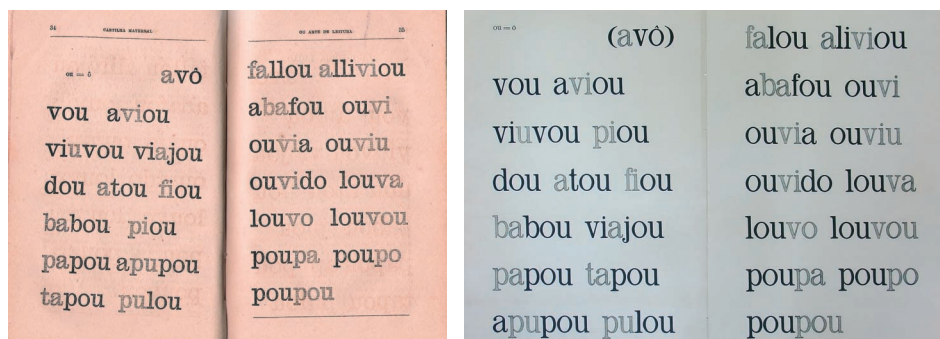 34 CARTILHA MATERNAL
ou = ô avô
vou aviou
viuvou viajou
dou atou fiou
babou piou
papou apupou
tapou pulou
OU ARTE DE LEITURA 35
fallou alliviou
abafou ouvi
ouvia ouviu
ouvido louva
louvo louvou
poupa poupo
poupou
ou = ô (avô)
vou aviou
viuvou piou
dou atou fiou
babou viajou
papou tapou
apupou pulou
falou aliviou
abafou ouvi
ouvia ouviu
ouvido louva
louvo louvou
poupa poupo
poupou